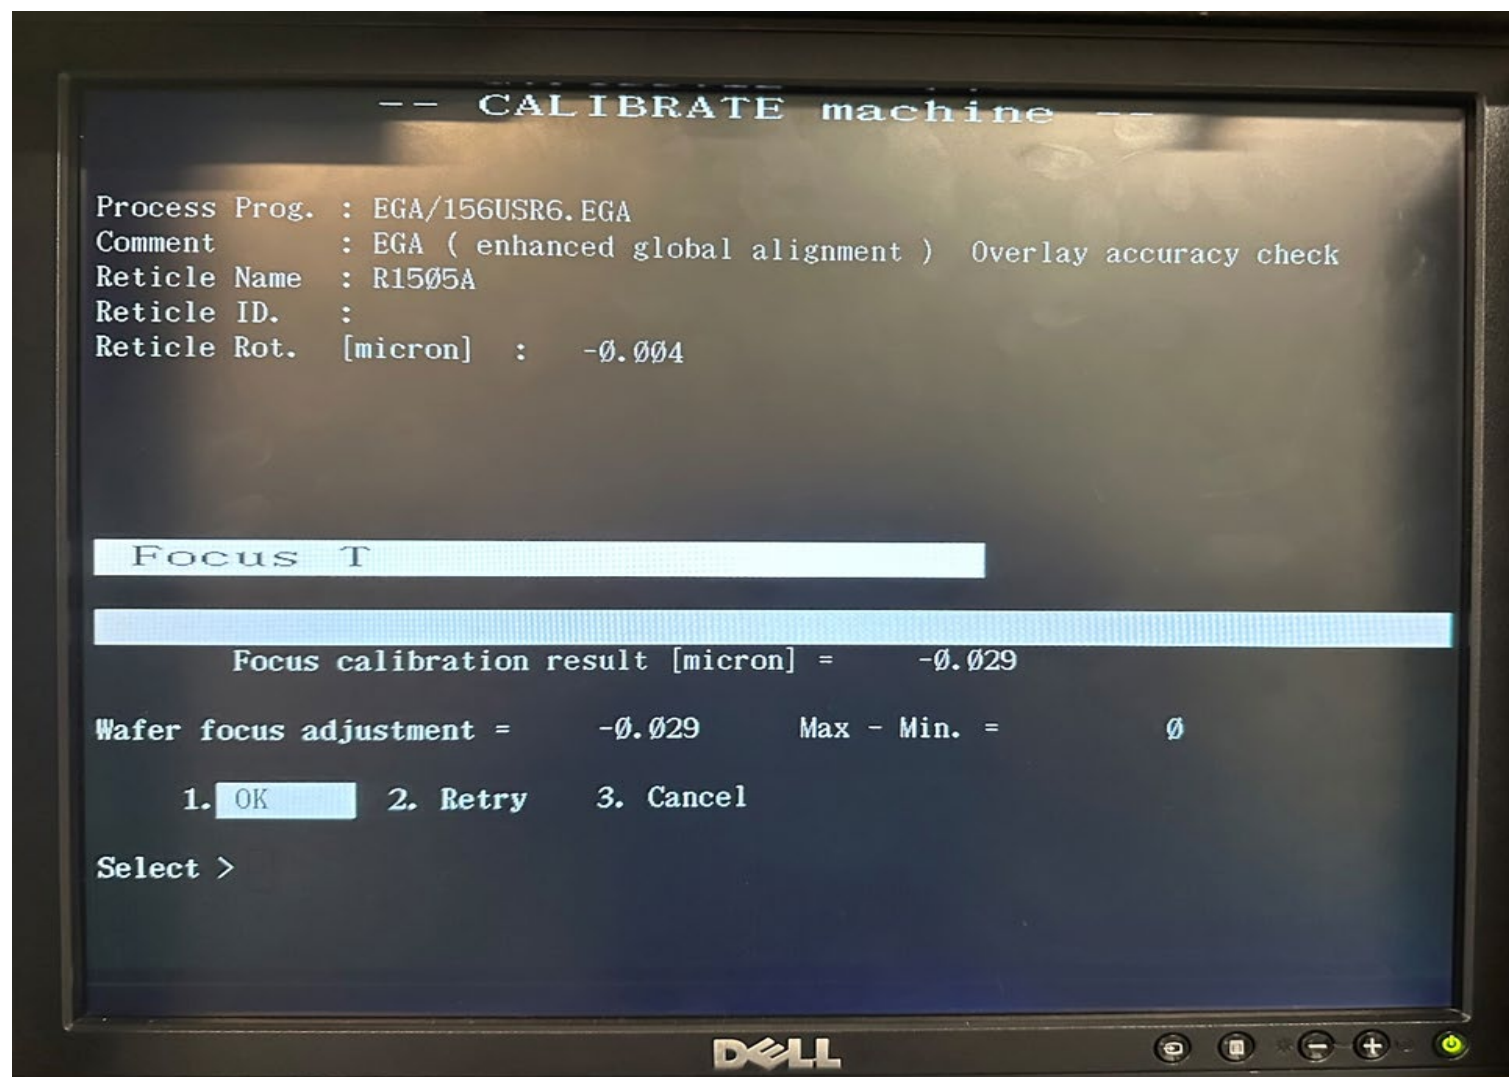 -- CALIBRATE machine --
Process Prog. : EGA/156USR6.EGA
Comment : EGA ( enhanced global alignment ) Overlay accuracy check
Reticle Name : R15Ø5A
Reticle ID. :
Reticle Rot. [micron] : -Ø.ØØ4
Focus T
Focus calibration result [micron] = -Ø.Ø29
Wafer focus adjustment = -Ø.Ø29 Max - Min. = Ø
1. OK 2. Retry 3. Cancel
Select >
DELL